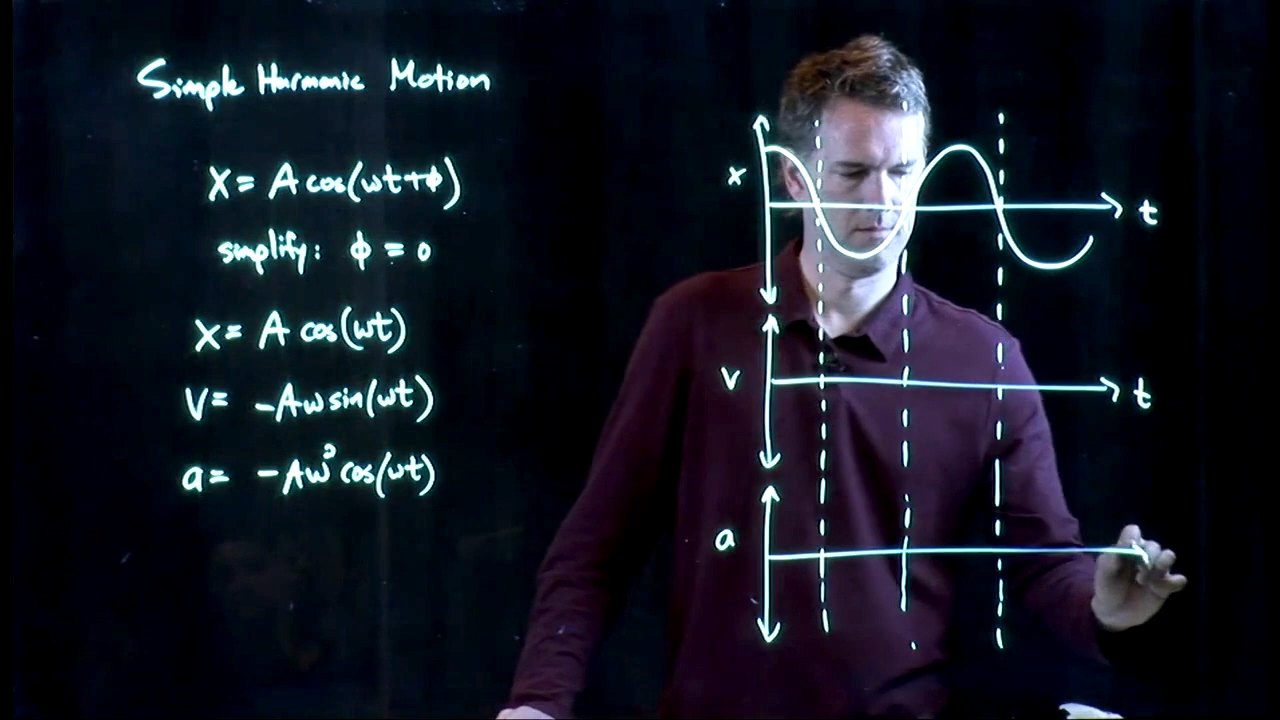 Simple Harmonic Motion
x = A cos(ωt+ϕ)
simplify: ϕ = 0
x = A cos(ωt)
v = -Aω sin(ωt)
a = -Aω² cos(ωt)
x
t
v
t
a